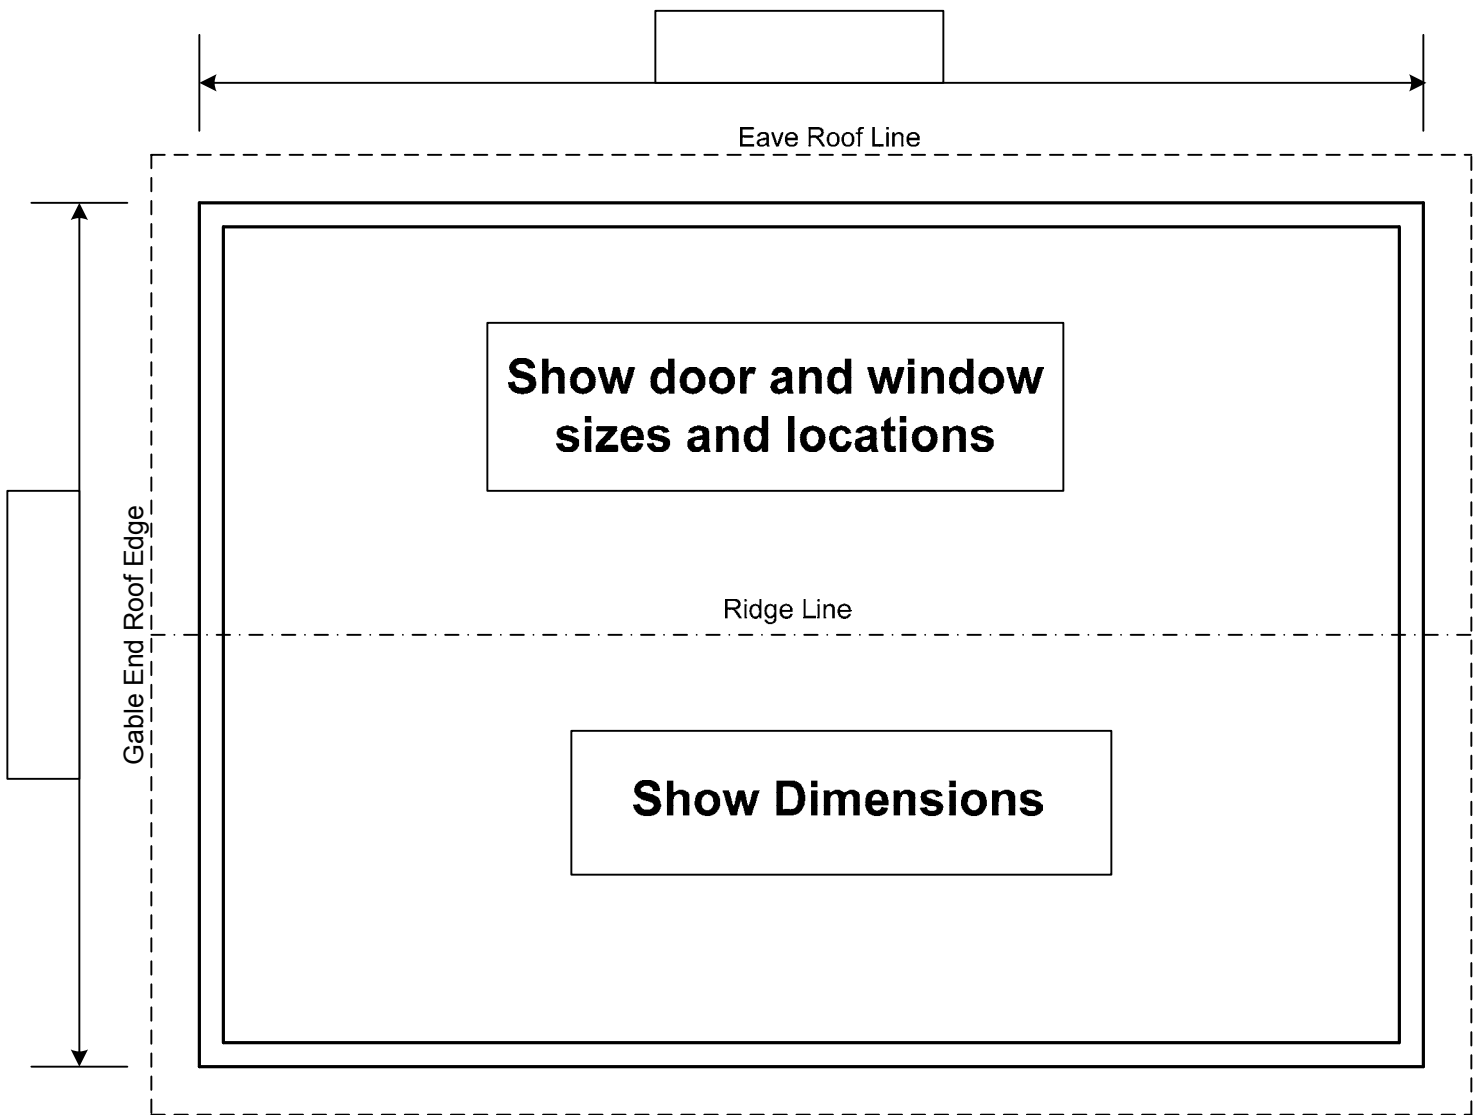 Eave Roof Line
Show door and window
sizes and locations
Gable End Roof Edge
Ridge Line
Show Dimensions